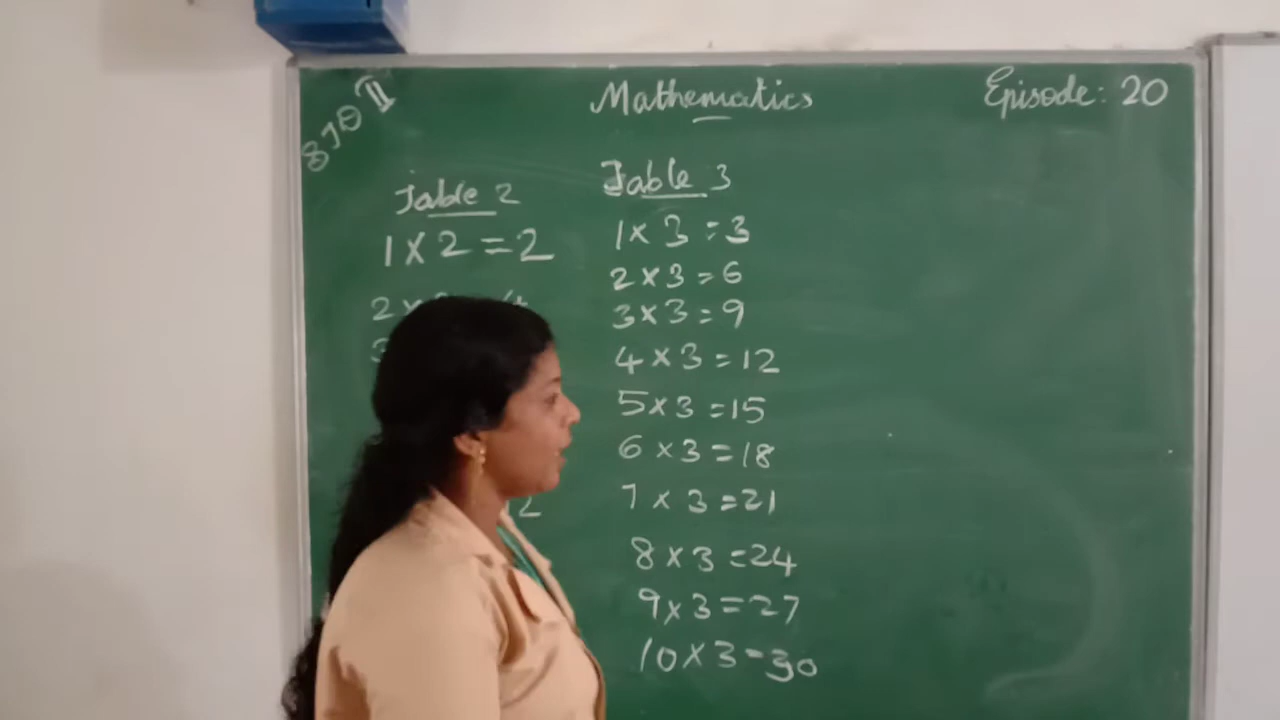 Mathematics
Episode: 20
STD II
Table 2
1 x 2 = 2
Table 3
1 x 3 = 3
2 x 3 = 6
3 x 3 = 9
4 x 3 = 12
5 x 3 = 15
6 x 3 = 18
7 x 3 = 21
8 x 3 = 24
9 x 3 = 27
10 x 3 = 30